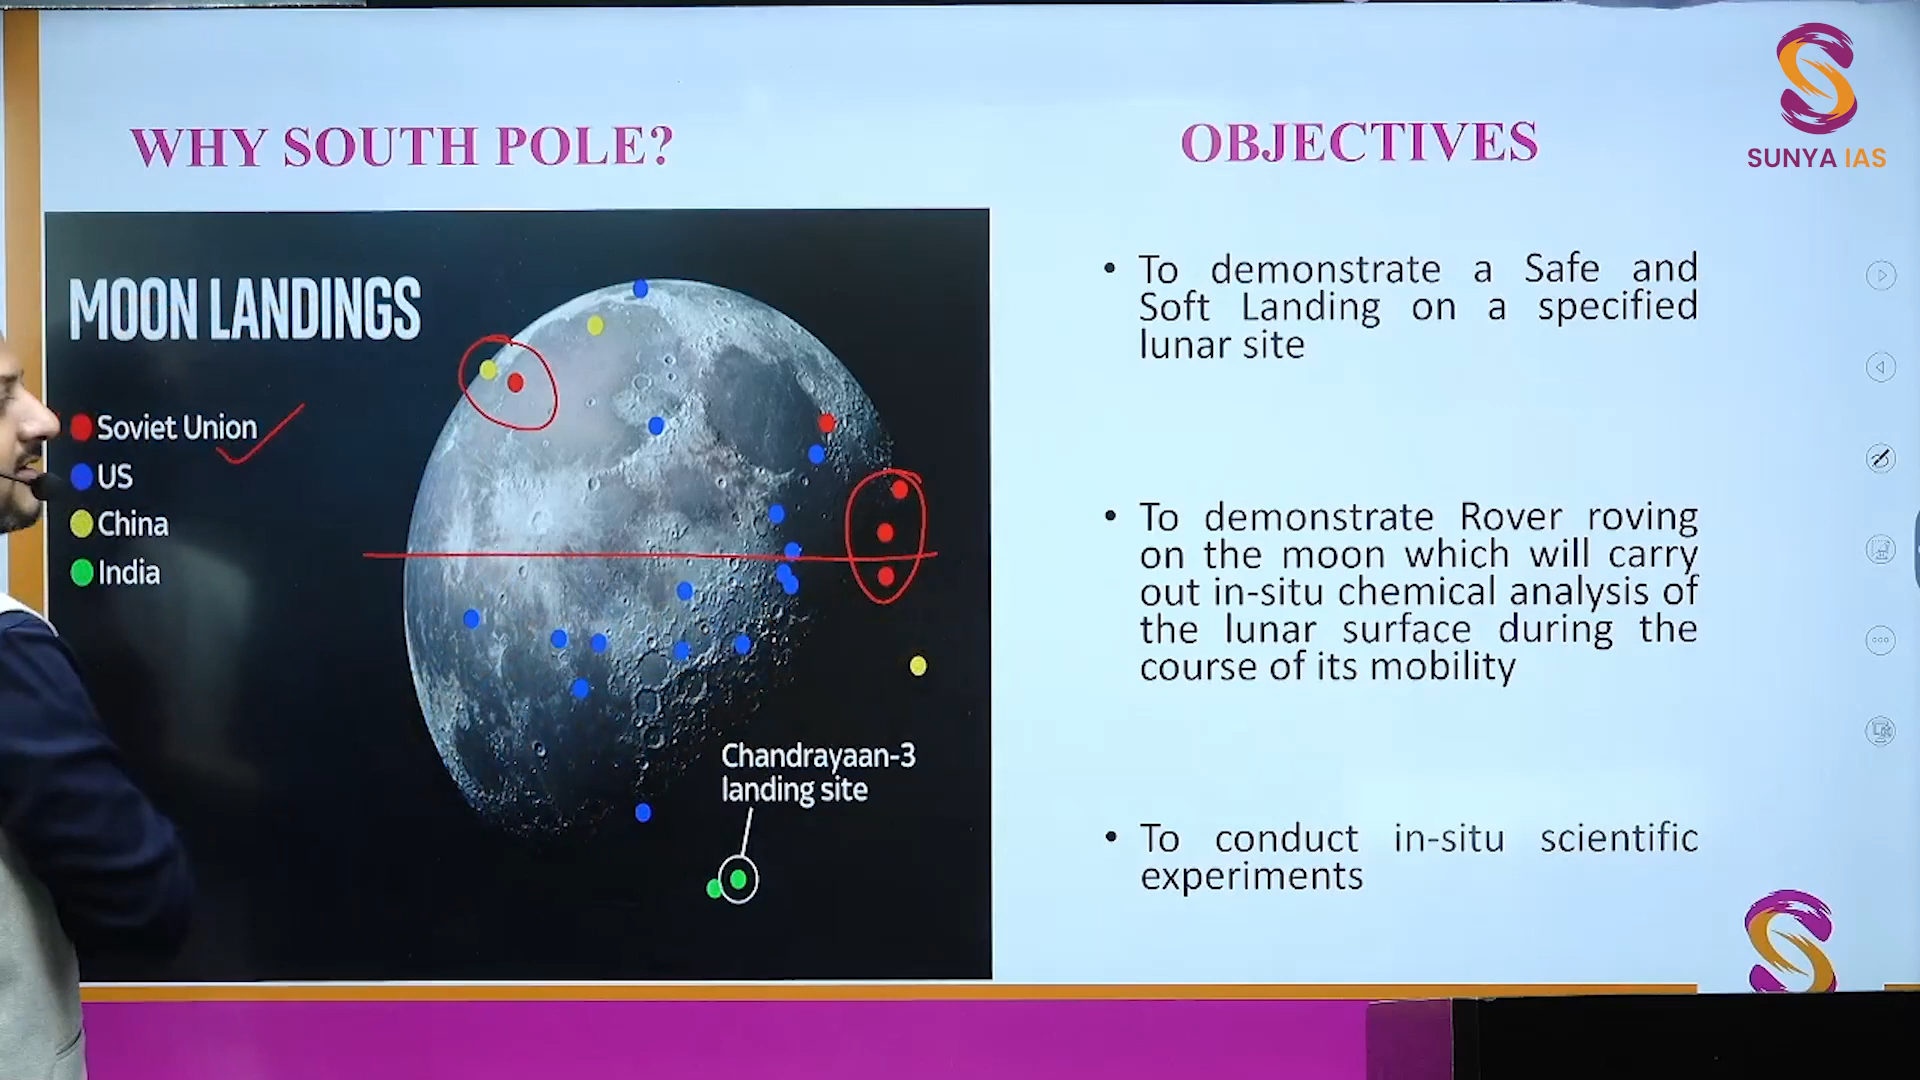 WHY SOUTH POLE?
MOON LANDINGS
Soviet Union
US
China
India
Chandrayaan-3
landing site
OBJECTIVES
• To demonstrate a Safe and
Soft Landing on a specified
lunar site
• To demonstrate Rover roving
on the moon which will carry
out in-situ chemical analysis of
the lunar surface during the
course of its mobility
• To conduct in-situ scientific
experiments
SUNYA IAS